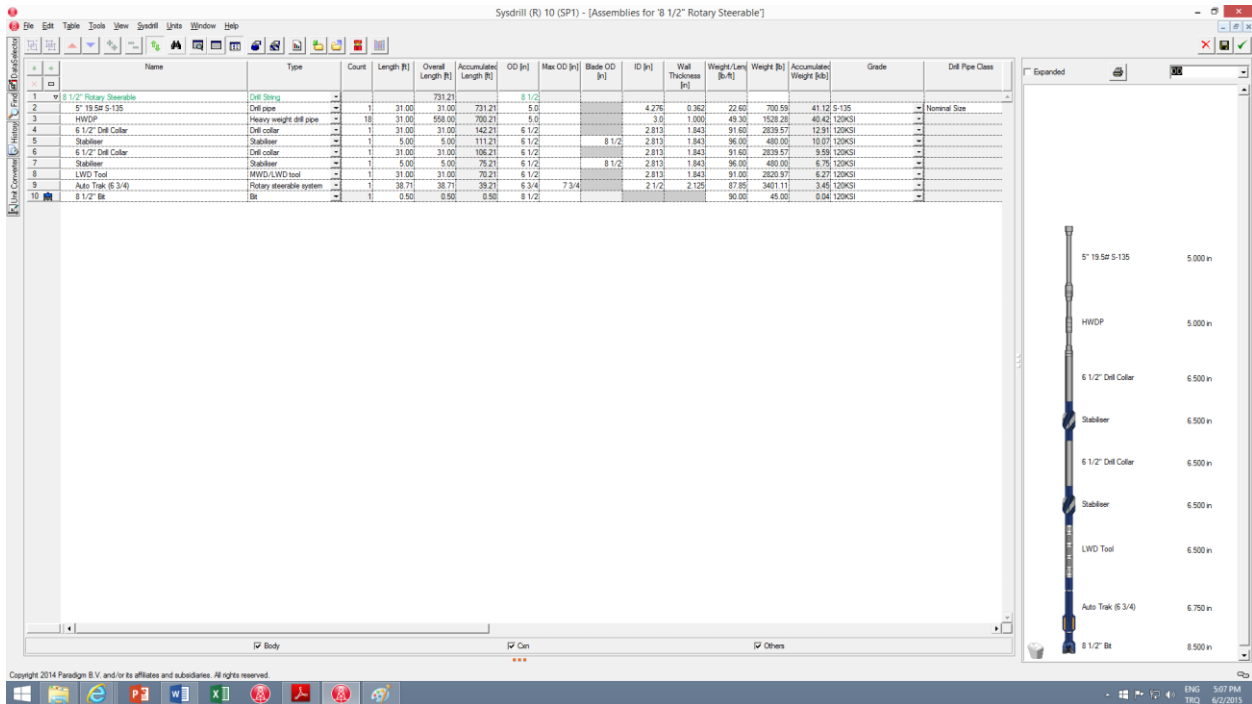 Sysdrill (R) 10 (SP1) - [Assemblies for '8 1/2" Rotary Steerable']
File Edit Table Tools View Sysdrill Units Window Help
DataSelector
Find
History
Unit Converter
Name Type Count Length [ft] Overall Length [ft] Accumulated Length [ft] OD [in] Max OD [in] Blade OD [in] ID [in] Wall Thickness [in] Weight/Leng [lb/ft] Weight [lb] Accumulated Weight [klb] Grade Drill Pipe Class
1 8 1/2" Rotary Steerable Drill String 731.21 8 1/2
2 5" 19.5# S-135 Drill pipe 1 31.00 31.00 731.21 5.0 4.276 0.362 22.60 700.59 41.12 S-135 Nominal Size
3 HWDP Heavy weight drill pipe 18 31.00 558.00 700.21 5.0 3.0 1.000 49.30 1528.28 40.42 120KSI
4 6 1/2" Drill Collar Drill collar 1 31.00 31.00 142.21 6 1/2 2.813 1.843 91.60 2839.57 12.91 120KSI
5 Stabiliser Stabiliser 1 5.00 5.00 111.21 6 1/2 8 1/2 2.813 1.843 96.00 480.00 10.07 120KSI
6 6 1/2" Drill Collar Drill collar 1 31.00 31.00 106.21 6 1/2 2.813 1.843 91.60 2839.57 9.59 120KSI
7 Stabiliser Stabiliser 1 5.00 5.00 75.21 6 1/2 8 1/2 2.813 1.843 96.00 480.00 6.75 120KSI
8 LWD Tool MWD/LWD tool 1 31.00 31.00 70.21 6 1/2 2.813 1.843 91.00 2820.97 6.27 120KSI
9 Auto Trak (6 3/4) Rotary steerable system 1 38.71 38.71 39.21 6 3/4 7 3/4 2 1/2 2.125 87.85 3401.11 3.45 120KSI
10 8 1/2" Bit Bit 1 0.50 0.50 0.50 8 1/2 90.00 45.00 0.04 120KSI
Expanded OD
5" 19.5# S-135 5.000 in
HWDP 5.000 in
6 1/2" Drill Collar 6.500 in
Stabiliser 6.500 in
6 1/2" Drill Collar 6.500 in
Stabiliser 6.500 in
LWD Tool 6.500 in
Auto Trak (6 3/4) 6.750 in
8 1/2" Bit 8.500 in
Body Cxn Others
Copyright 2014 Paradigm B.V. and/or its affiliates and subsidiaries. All rights reserved.
ENG 5:07 PM
TRQ 6/2/2015